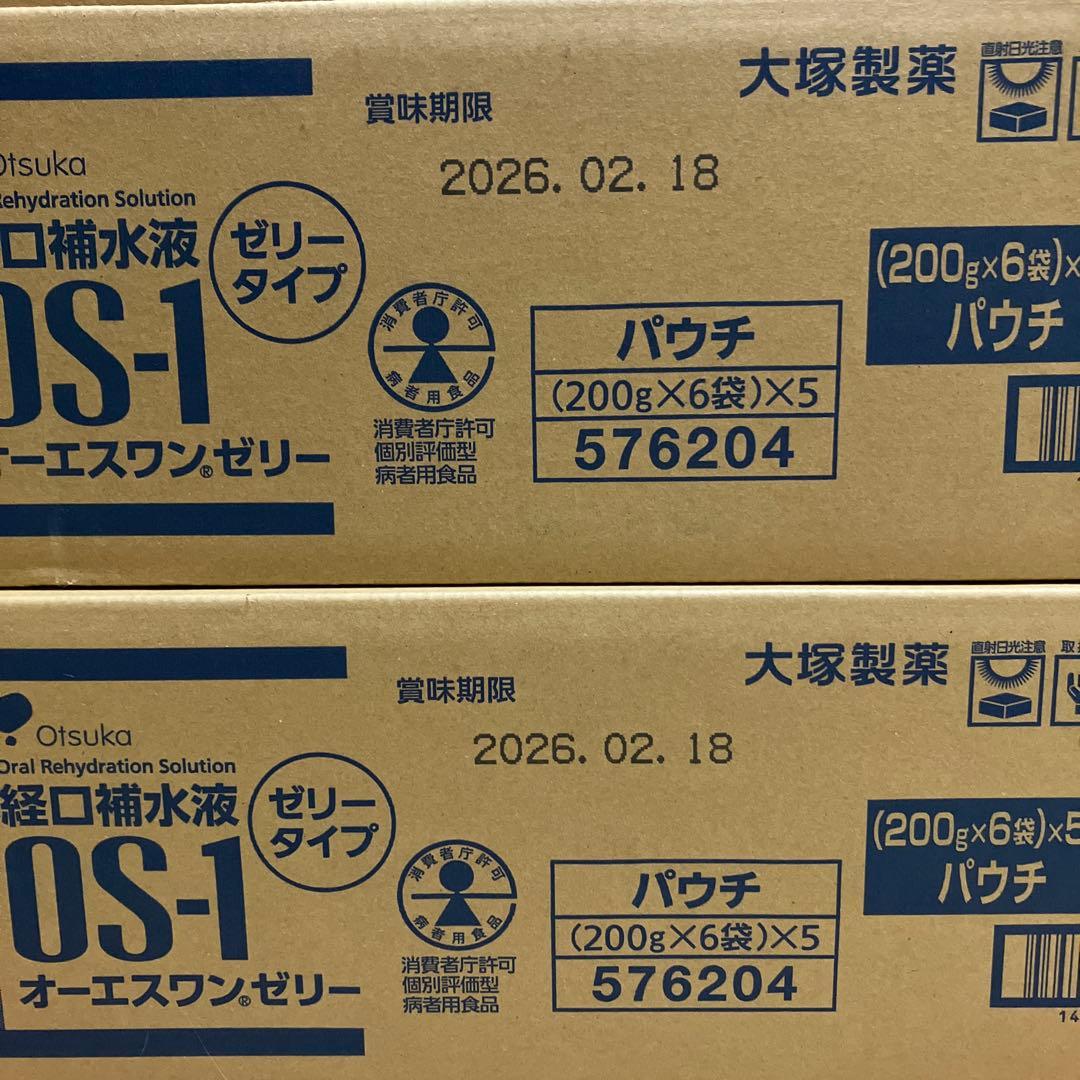 大塚製薬
直射日光注意
賞味期限
2026.02.18
Otsuka
Rehydration Solution
口補水液
ゼリー
タイプ
OS-1
オーエスワン®ゼリー
消費者庁許可
病者用食品
消費者庁許可
個別評価型
病者用食品
パウチ
(200g×6袋)×5
576204
(200g×6袋)×
パウチ
大塚製薬
直射日光注意
取
賞味期限
2026.02.18
Otsuka
Oral Rehydration Solution
経口補水液
ゼリー
タイプ
OS-1
オーエスワン®ゼリー
消費者庁許可
病者用食品
消費者庁許可
個別評価型
病者用食品
パウチ
(200g×6袋)×5
576204
(200g×6袋)×5
パウチ
14